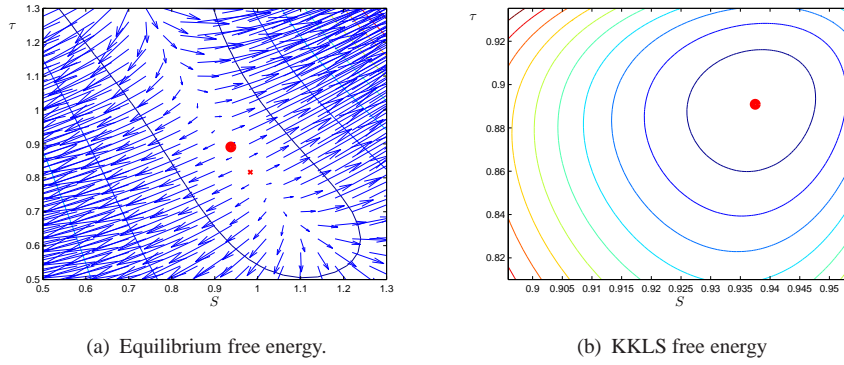 τ
1.3
1.2
1.1
1
0.9
0.8
0.7
0.6
0.5
0.5 0.6 0.7 0.8 0.9 1 1.1 1.2 1.3
S
(a) Equilibrium free energy.
τ
0.92
0.9
0.88
0.86
0.84
0.82
0.9 0.905 0.91 0.915 0.92 0.925 0.93 0.935 0.94 0.945 0.95
S
(b) KKLS free energy